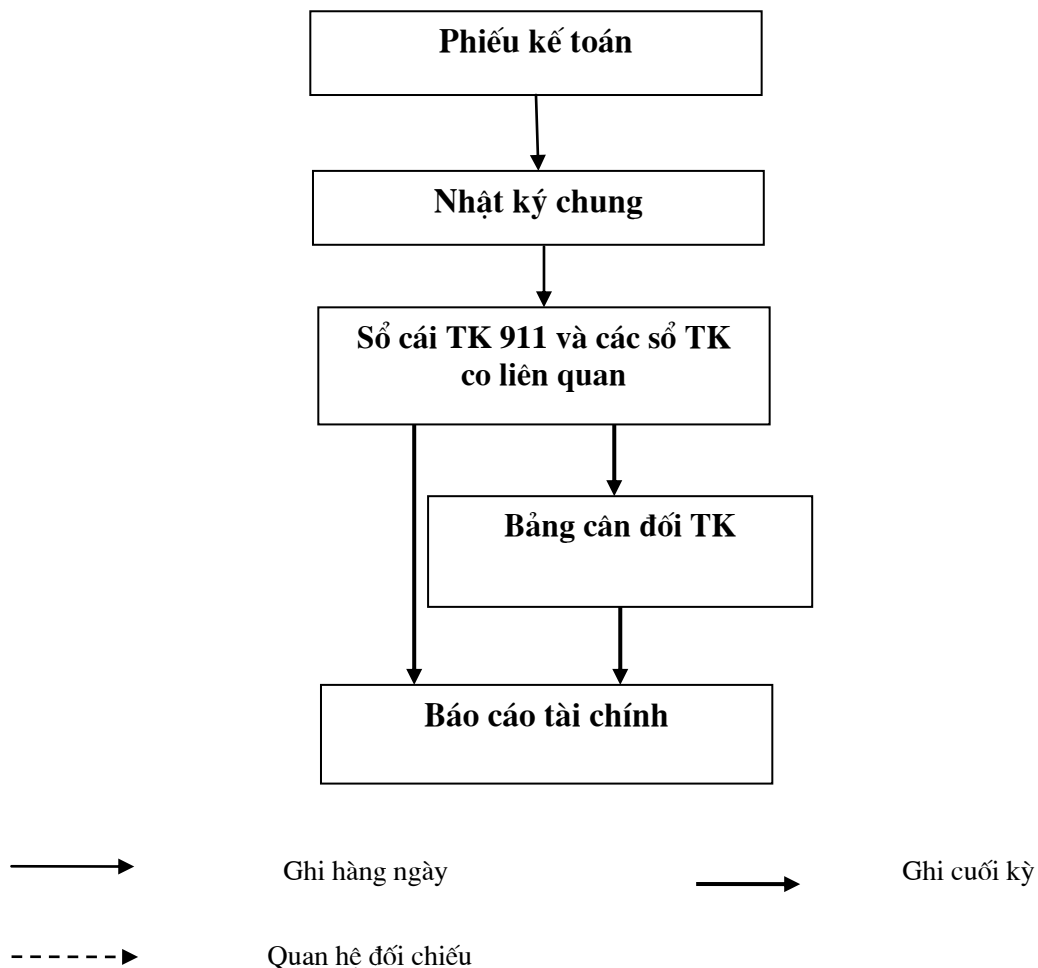 Phiếu kế toán
Nhật ký chung
Sổ cái TK 911 và các sổ TK
co liên quan
Bảng cân đối TK
Báo cáo tài chính
Ghi hàng ngày
Ghi cuối kỳ
Quan hệ đối chiếu